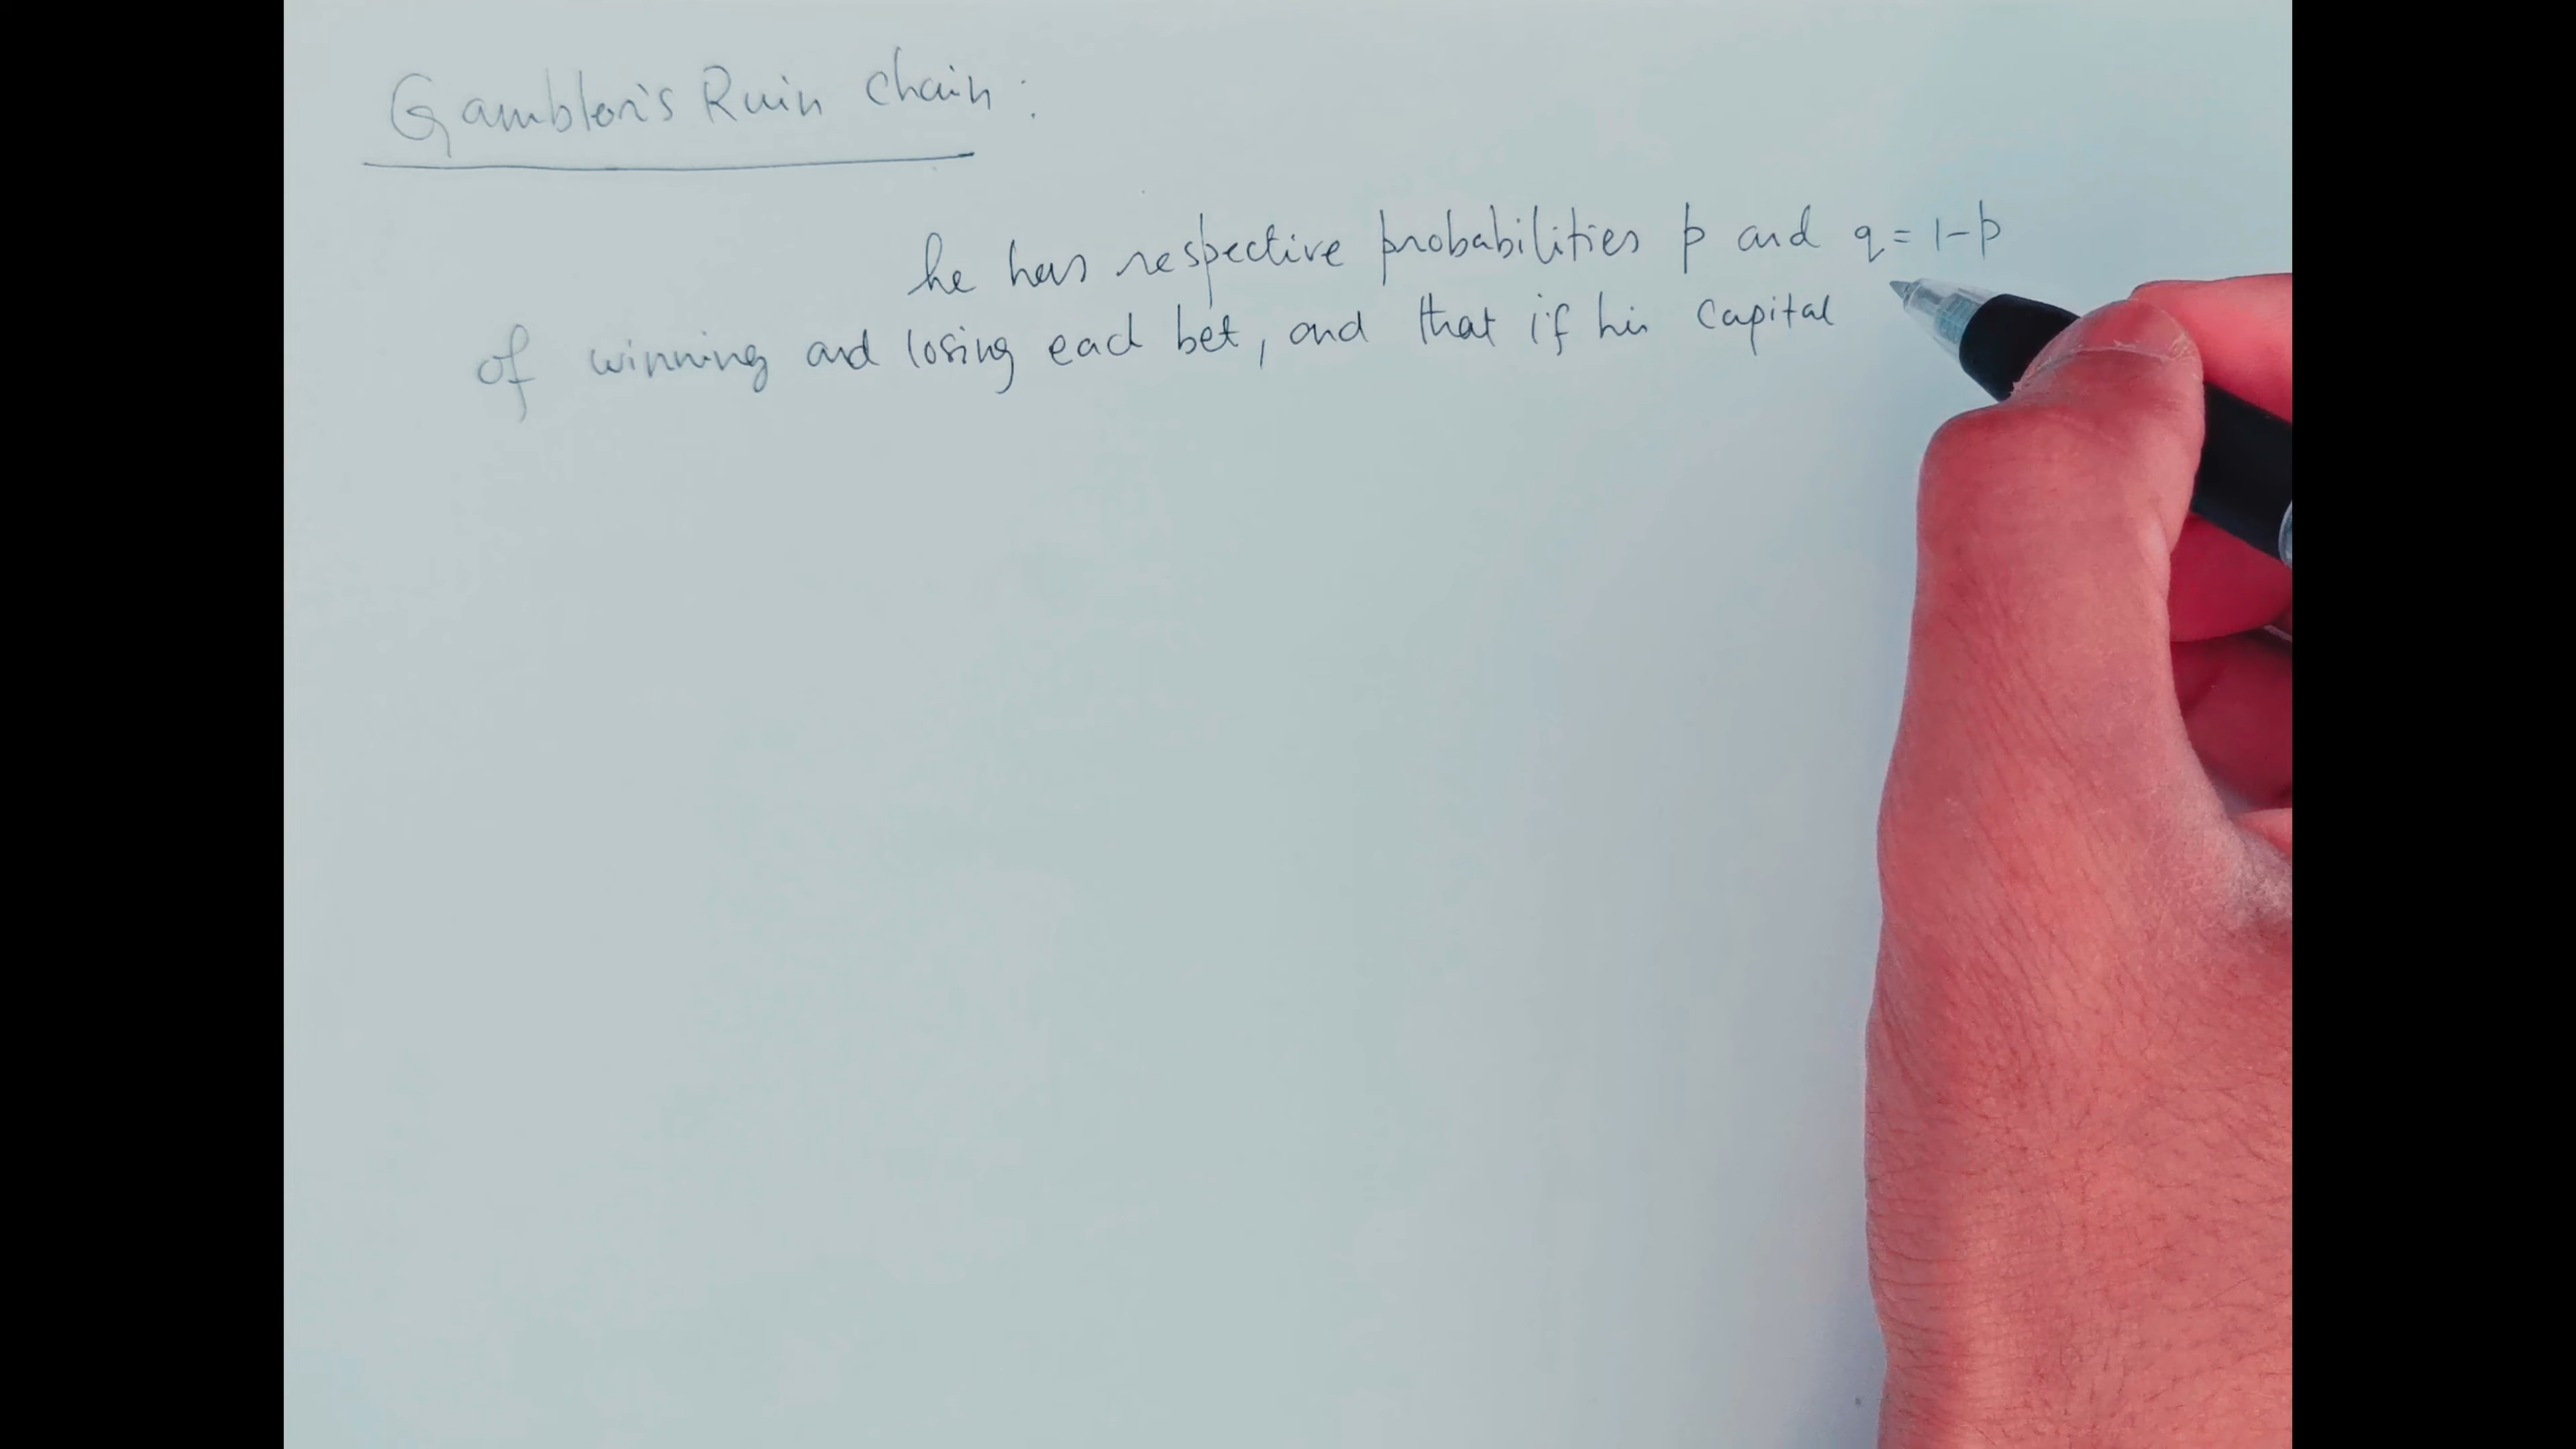 Gambler's Ruin chain :
he has respective probabilities p and q = 1-p
of winning and losing each bet, and that if his capital